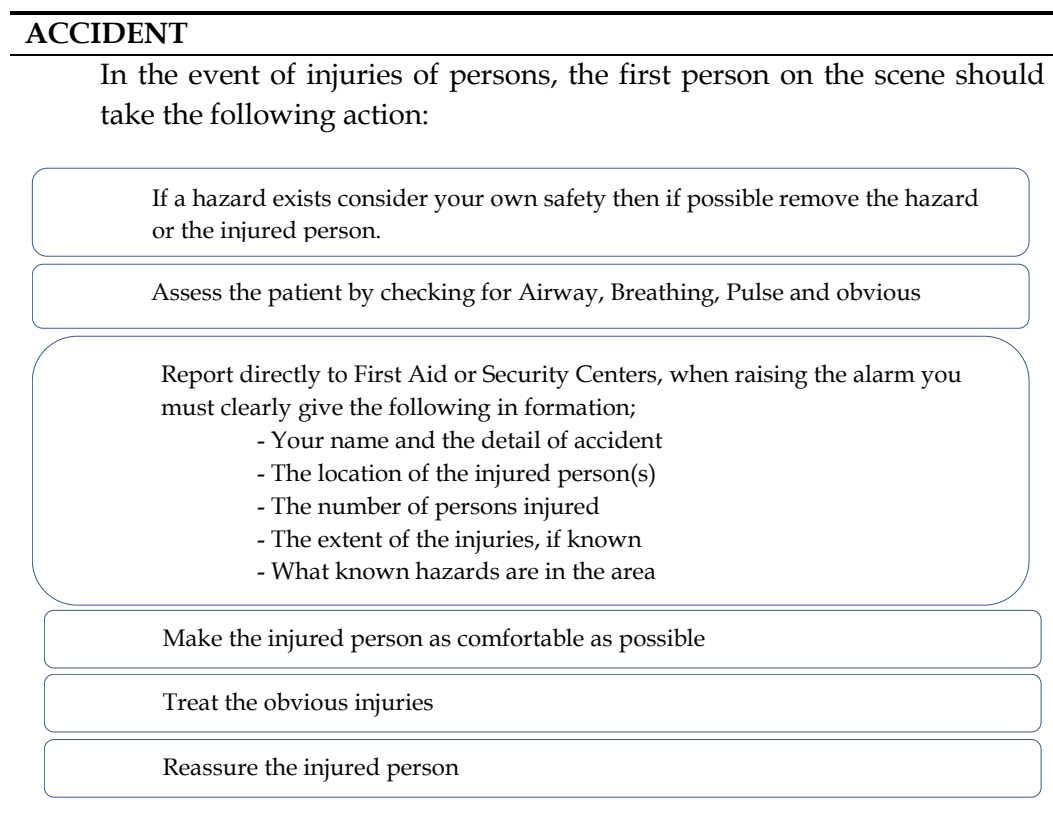 ACCIDENT
In the event of injuries of persons, the first person on the scene should
take the following action:
If a hazard exists consider your own safety then if possible remove the hazard
or the injured person.
Assess the patient by checking for Airway, Breathing, Pulse and obvious
Report directly to First Aid or Security Centers, when raising the alarm you
must clearly give the following in formation;
- Your name and the detail of accident
- The location of the injured person(s)
- The number of persons injured
- The extent of the injuries, if known
- What known hazards are in the area
Make the injured person as comfortable as possible
Treat the obvious injuries
Reassure the injured person